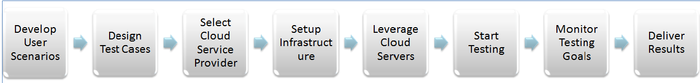 Develop
User
Scenarios
Design
Test Cases
Select
Cloud
Service
Provider
Setup
Infrastruct
ure
Leverage
Cloud
Servers
Start
Testing
Monitor
Testing
Goals
Deliver
Results